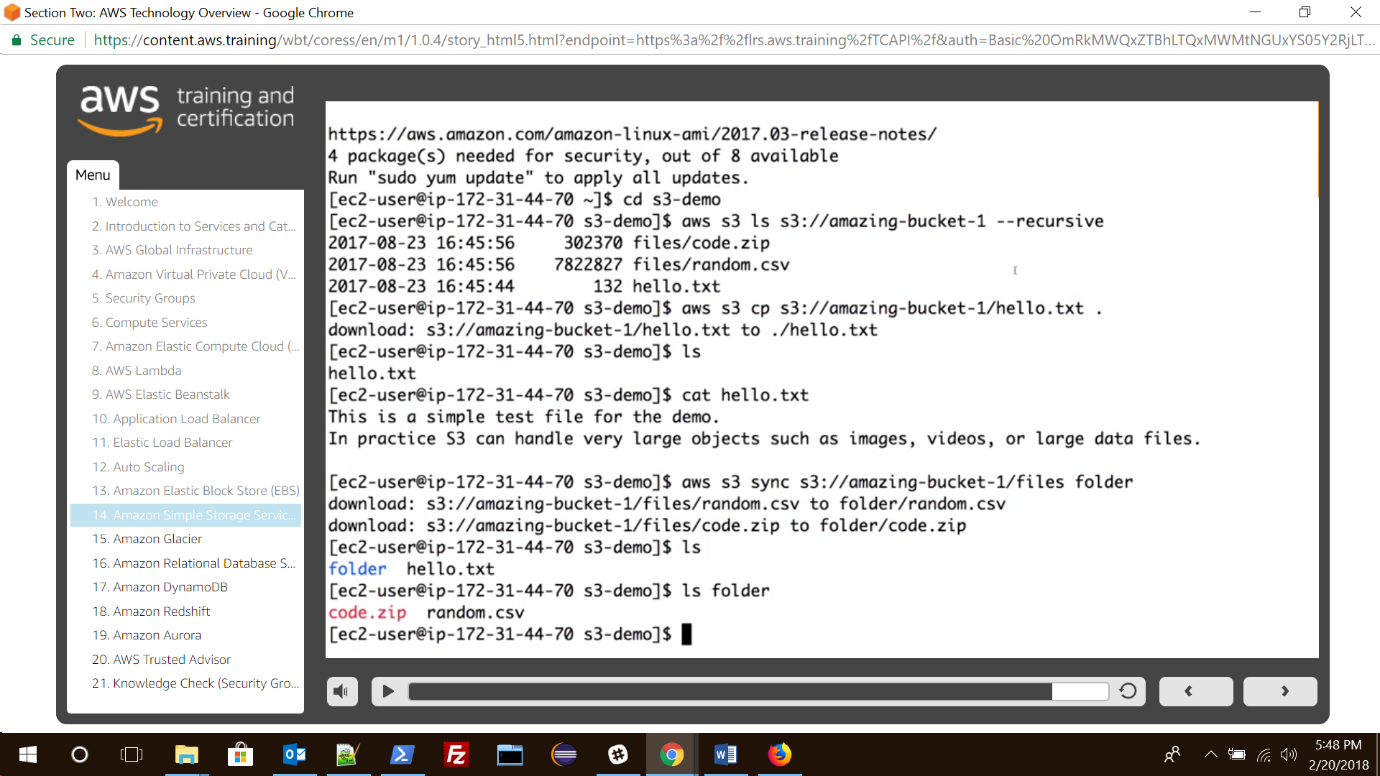 Section Two: AWS Technology Overview - Google Chrome
Secure
https://content.aws.training/wbt/coress/en/m1/1.0.4/story_html5.html?endpoint=https%3a%2f%2flrs.aws.training%2fTCAPI%2f&auth=Basic%20OmRkMWQxZTBhLTQxMWMtNGUxYS05Y2RjLT...
aws training and certification
Menu
1. Welcome
2. Introduction to Services and Cat...
3. AWS Global Infrastructure
4. Amazon Virtual Private Cloud (V...
5. Security Groups
6. Compute Services
7. Amazon Elastic Compute Cloud (...
8. AWS Lambda
9. AWS Elastic Beanstalk
10. Application Load Balancer
11. Elastic Load Balancer
12. Auto Scaling
13. Amazon Elastic Block Store (EBS)
14. Amazon Simple Storage Servic...
15. Amazon Glacier
16. Amazon Relational Database S...
17. Amazon DynamoDB
18. Amazon Redshift
19. Amazon Aurora
20. AWS Trusted Advisor
21. Knowledge Check (Security Gro...
https://aws.amazon.com/amazon-linux-ami/2017.03-release-notes/
4 package(s) needed for security, out of 8 available
Run "sudo yum update" to apply all updates.
[ec2-user@ip-172-31-44-70 ~]$ cd s3-demo
[ec2-user@ip-172-31-44-70 s3-demo]$ aws s3 ls s3://amazing-bucket-1 --recursive
2017-08-23 16:45:56     302370 files/code.zip
2017-08-23 16:45:56    7822827 files/random.csv
2017-08-23 16:45:44        132 hello.txt
[ec2-user@ip-172-31-44-70 s3-demo]$ aws s3 cp s3://amazing-bucket-1/hello.txt .
download: s3://amazing-bucket-1/hello.txt to ./hello.txt
[ec2-user@ip-172-31-44-70 s3-demo]$ ls
hello.txt
[ec2-user@ip-172-31-44-70 s3-demo]$ cat hello.txt
This is a simple test file for the demo.
In practice S3 can handle very large objects such as images, videos, or large data files.
[ec2-user@ip-172-31-44-70 s3-demo]$ aws s3 sync s3://amazing-bucket-1/files folder
download: s3://amazing-bucket-1/files/random.csv to folder/random.csv
download: s3://amazing-bucket-1/files/code.zip to folder/code.zip
[ec2-user@ip-172-31-44-70 s3-demo]$ ls
folder  hello.txt
[ec2-user@ip-172-31-44-70 s3-demo]$ ls folder
code.zip  random.csv
[ec2-user@ip-172-31-44-70 s3-demo]$
5:48 PM
2/20/2018